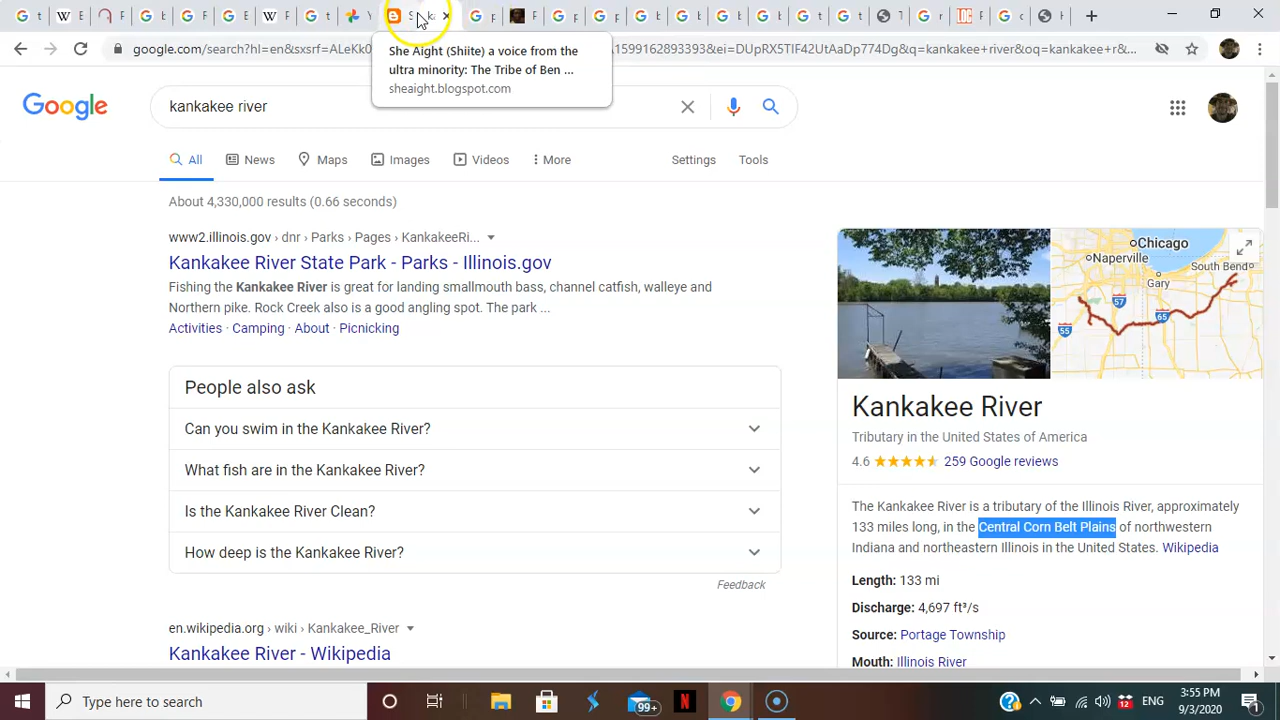 google.com/search?hl=en&sxsrf=ALeKk0
1599162893393&ei=DUpRX5TIF42UtAaDp774Dg&q=kankakee+river&oq=kankakee+r...
She Aight (Shiite) a voice from the
ultra minority: The Tribe of Ben ...
sheaight.blogspot.com
Google
kankakee river
All
News
Maps
Images
Videos
More
Settings
Tools
About 4,330,000 results (0.66 seconds)
www2.illinois.gov › dnr › Parks › Pages › KankakeeRi...
Kankakee River State Park - Parks - Illinois.gov
Fishing the Kankakee River is great for landing smallmouth bass, channel catfish, walleye and
Northern pike. Rock Creek also is a good angling spot. The park ...
Activities · Camping · About · Picnicking
People also ask
Can you swim in the Kankakee River?
What fish are in the Kankakee River?
Is the Kankakee River Clean?
How deep is the Kankakee River?
Feedback
en.wikipedia.org › wiki › Kankakee_River
Kankakee River - Wikipedia
Chicago
Naperville
South Bend
Gary
57
65
55
Kankakee River
Tributary in the United States of America
4.6
259 Google reviews
The Kankakee River is a tributary of the Illinois River, approximately
133 miles long, in the Central Corn Belt Plains of northwestern
Indiana and northeastern Illinois in the United States. Wikipedia
Length: 133 mi
Discharge: 4,697 ft³/s
Source: Portage Township
Mouth: Illinois River
Type here to search
99+
N
12
ENG
3:55 PM
9/3/2020
1